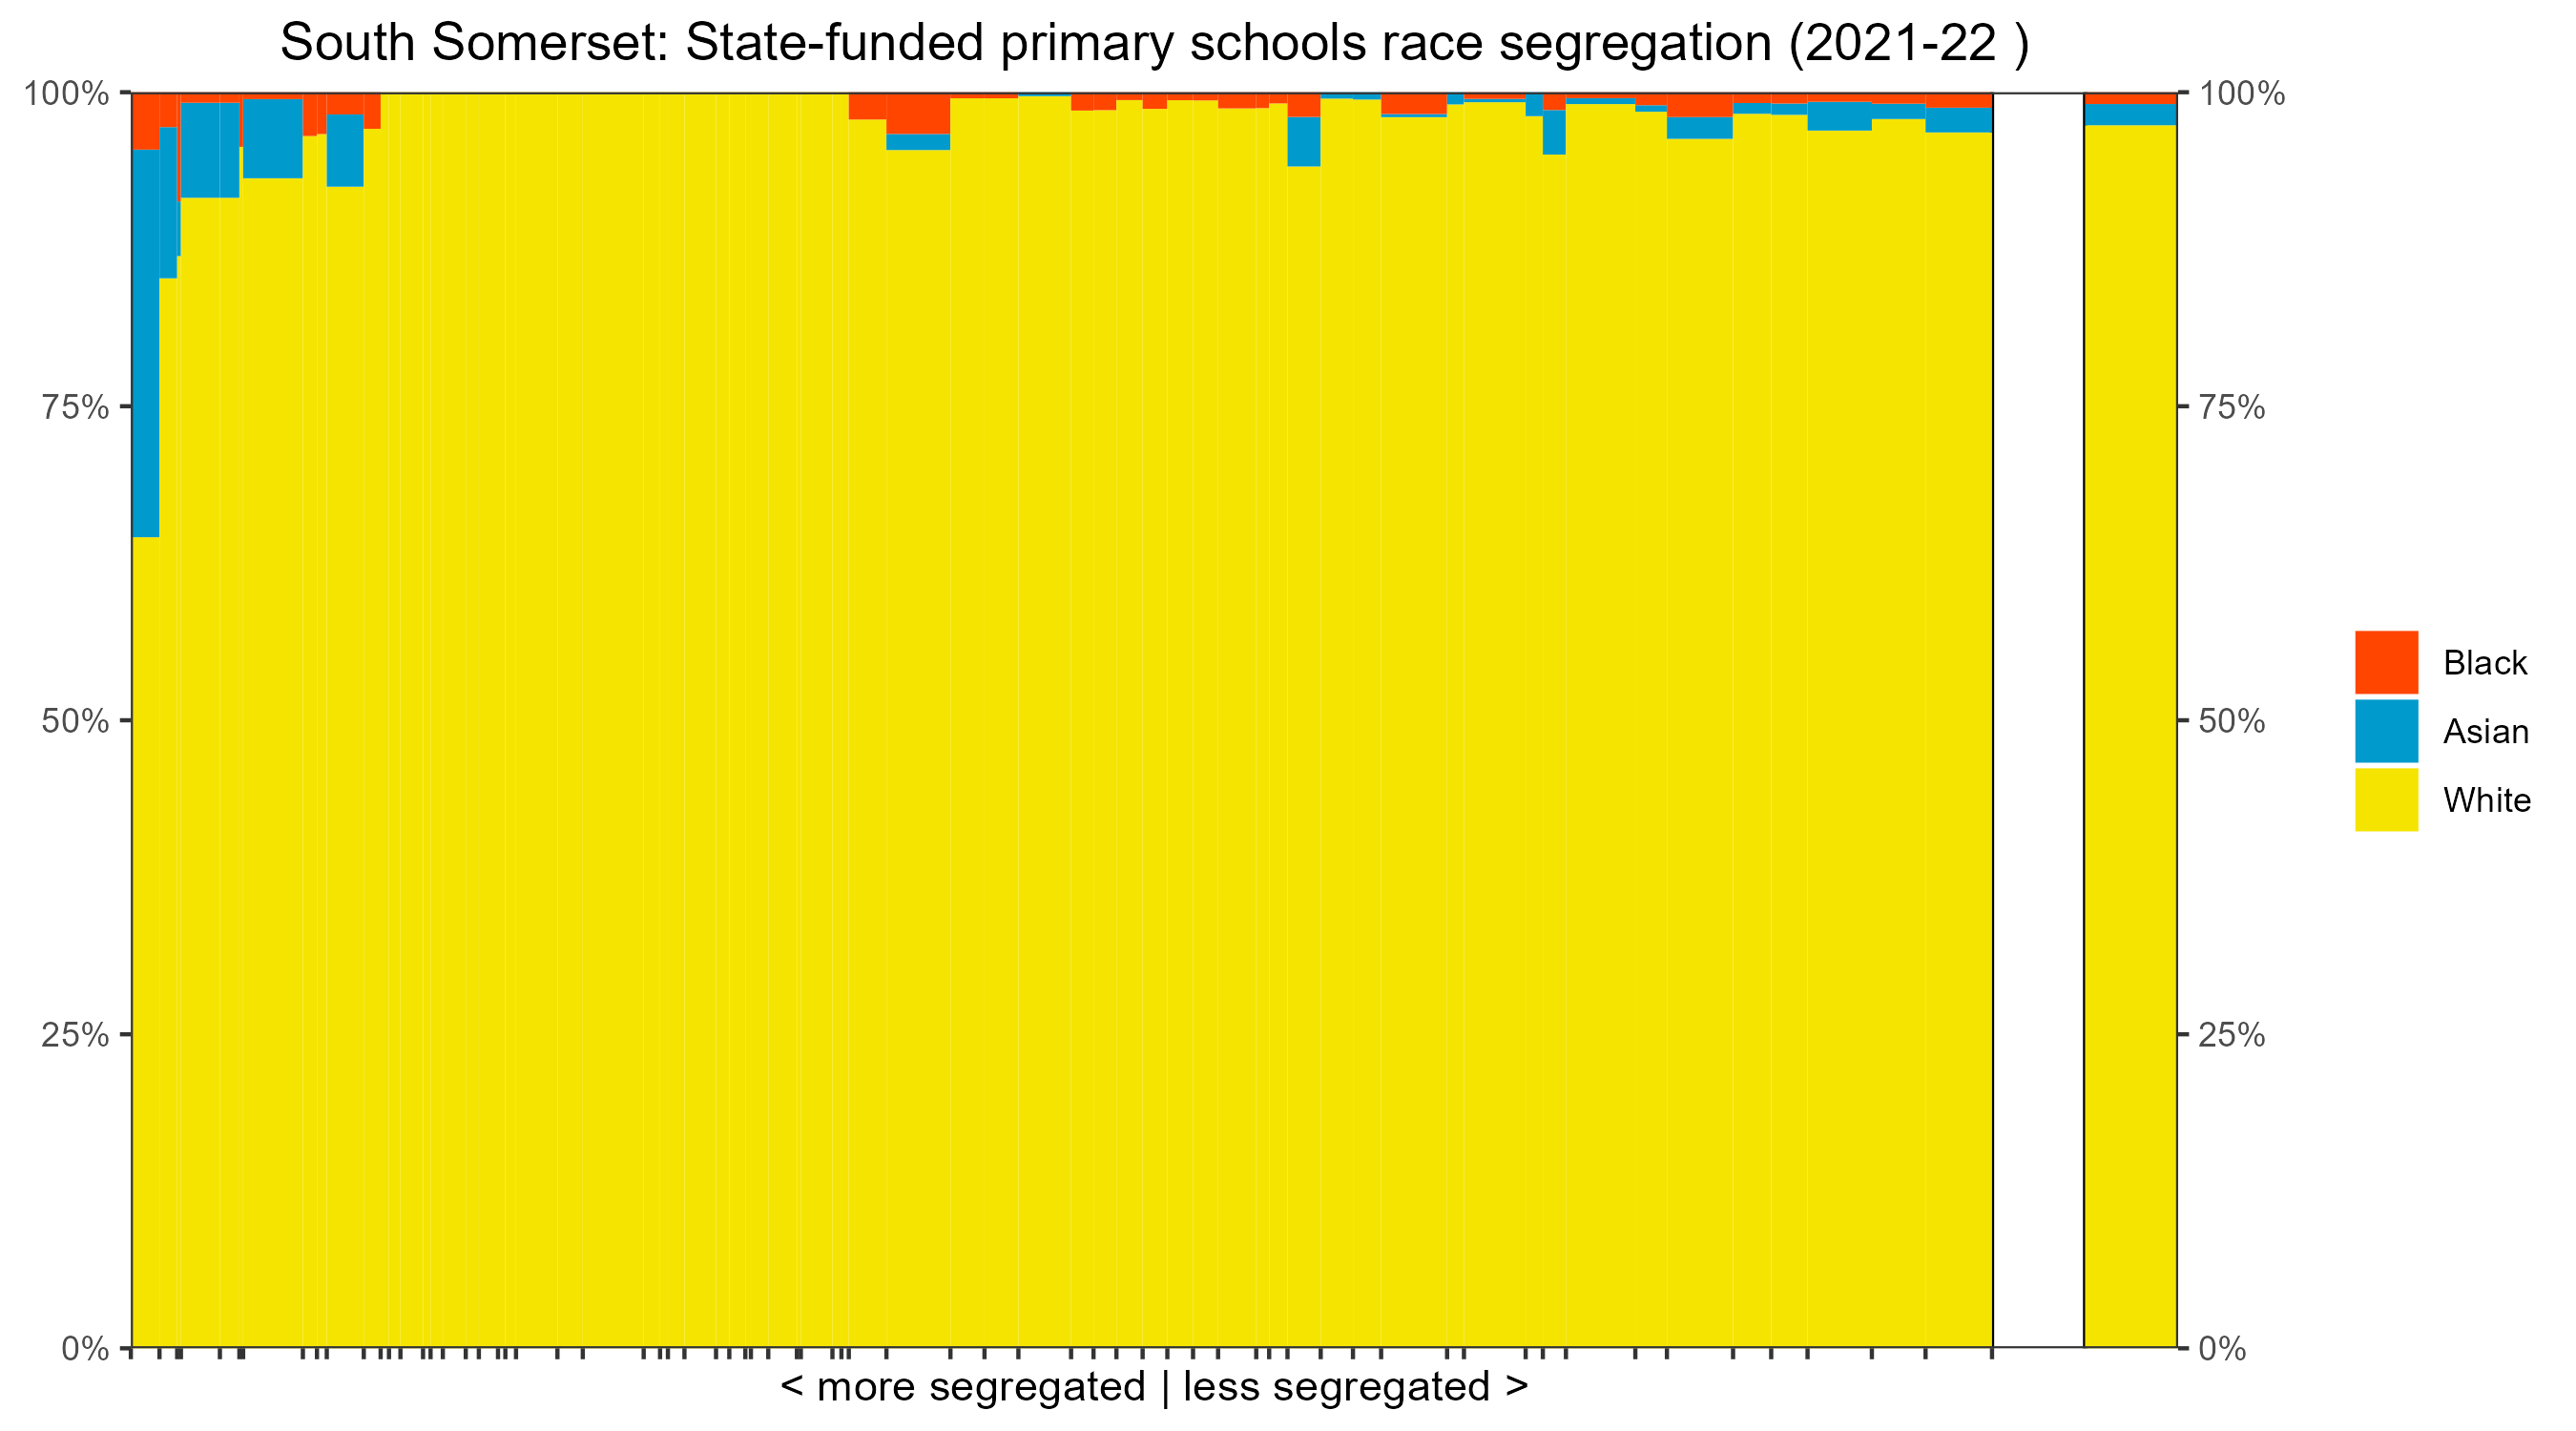 South Somerset: State-funded primary schools race segregation (2021-22 )
100%
75%
50%
25%
0%
100%
75%
50%
25%
0%
Black
Asian
White
< more segregated | less segregated >